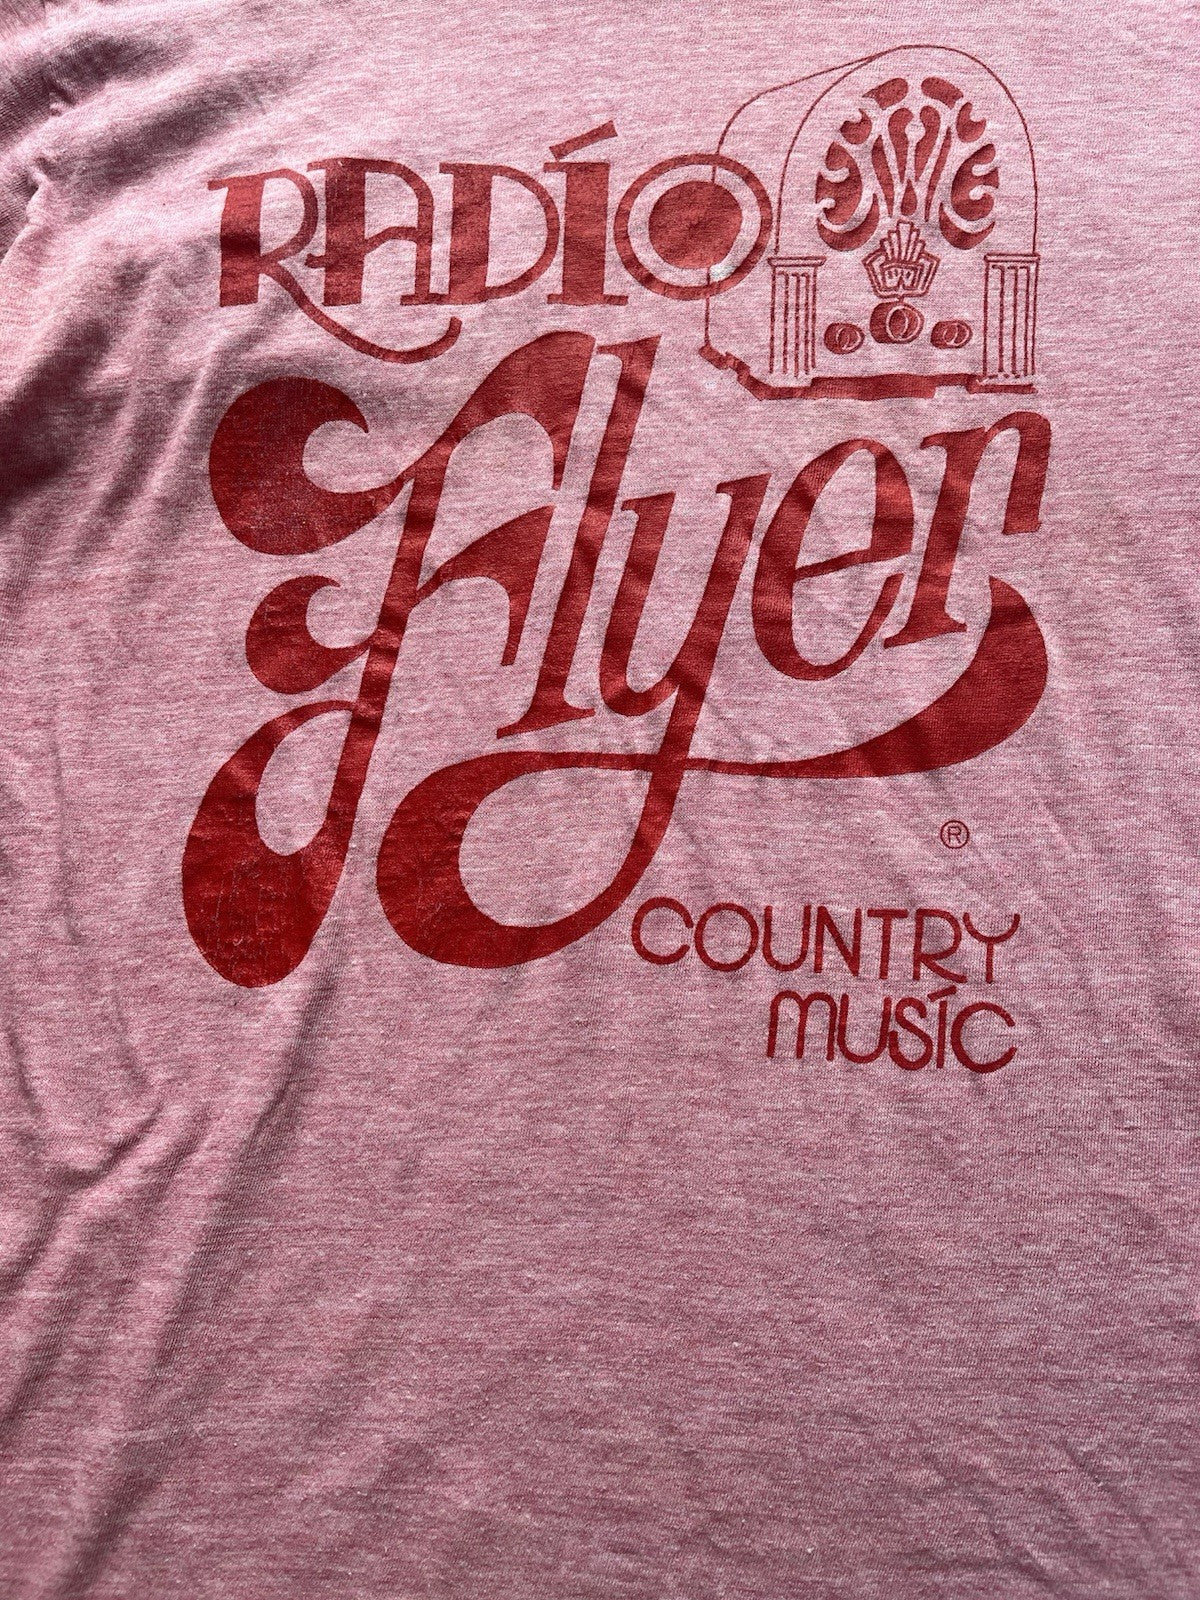 RADÍO
Flyer
®
COUNTRY
MUSÍC